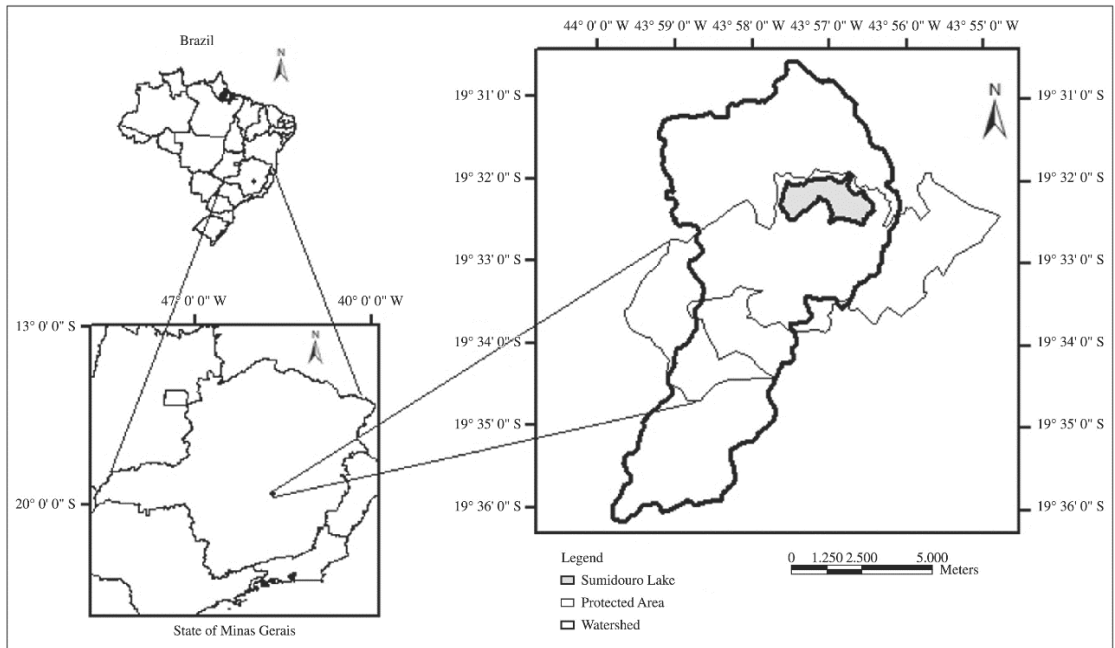 Brazil
N
47° 0' 0" W 40° 0' 0" W
13° 0' 0" S
N
20° 0' 0" S
State of Minas Gerais
44° 0' 0" W 43° 59' 0" W 43° 58' 0" W 43° 57' 0" W 43° 56' 0" W 43° 55' 0" W
N
19° 31' 0" S 19° 31' 0" S
19° 32' 0" S 19° 32' 0" S
19° 33' 0" S 19° 33' 0" S
19° 34' 0" S 19° 34' 0" S
19° 35' 0" S 19° 35' 0" S
19° 36' 0" S 19° 36' 0" S
Legend
Sumidouro Lake
Protected Area
Watershed
0 1.250 2.500 5.000
Meters